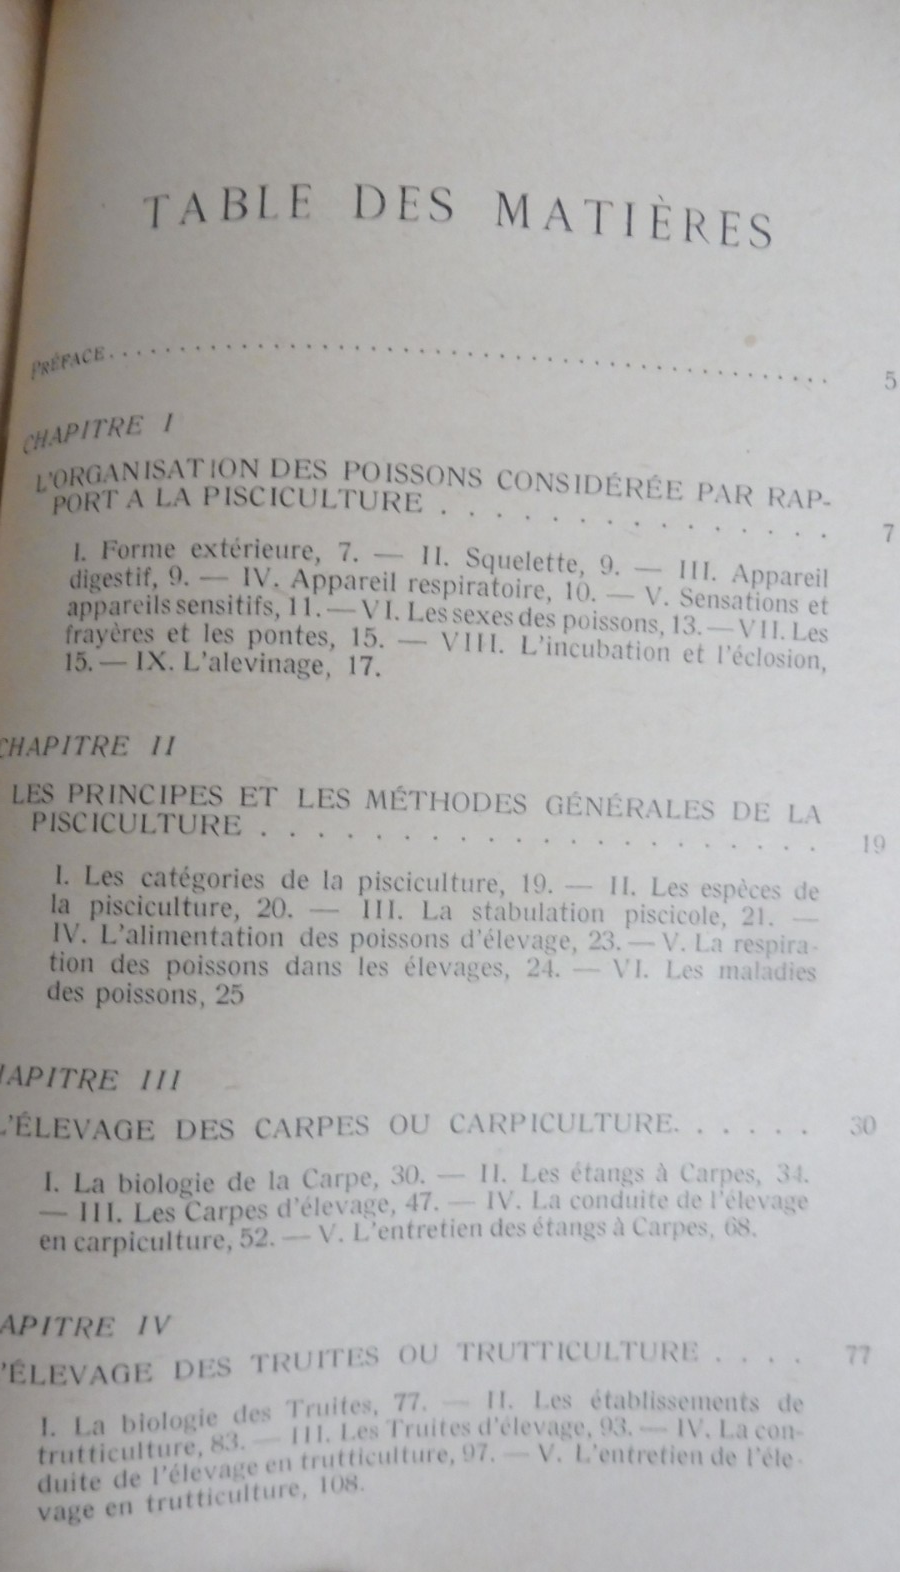 TABLE DES MATIÈRES
PRÉFACE. . . . . . . . . . . . . . . . . . . . . . . . . . . . . . . . . . . . . . . . . . . . . 5
CHAPITRE I
L'ORGANISATION DES POISSONS CONSIDÉRÉE PAR RAP-
PORT A LA PISCICULTURE . . . . . . . . . . . . . . 7
I. Forme extérieure, 7. — II. Squelette, 9. — III. Appareil
digestif, 9. — IV. Appareil respiratoire, 10. — V. Sensations et
appareils sensitifs, 11. — VI. Les sexes des poissons, 13. — VII. Les
frayères et les pontes, 15. — VIII. L'incubation et l'éclosion,
15. — IX. L'alevinage, 17.
CHAPITRE II
LES PRINCIPES ET LES MÉTHODES GÉNÉRALES DE LA
PISCICULTURE . . . . . . . . . . . . . . . . . . . . 19
I. Les catégories de la pisciculture, 19. — II. Les espèces de
la pisciculture, 20. — III. La stabulation piscicole, 21. —
IV. L'alimentation des poissons d'élevage, 23. — V. La respira-
tion des poissons dans les élevages, 24. — VI. Les maladies
des poissons, 25
HAPITRE III
L'ÉLEVAGE DES CARPES OU CARPICULTURE. . . . . . 30
I. La biologie de la Carpe, 30. — II. Les étangs à Carpes, 34.
— III. Les Carpes d'élevage, 47. — IV. La conduite de l'élevage
en carpiculture, 52. — V. L'entretien des étangs à Carpes, 68.
APITRE IV
'ÉLEVAGE DES TRUITES OU TRUTTICULTURE . . . . 77
I. La biologie des Truites, 77. — II. Les établissements de
trutticulture, 83. — III. Les Truites d'élevage, 93. — IV. La con-
duite de l'élevage en trutticulture, 97. — V. L'entretien de l'éle-
vage en trutticulture, 108.